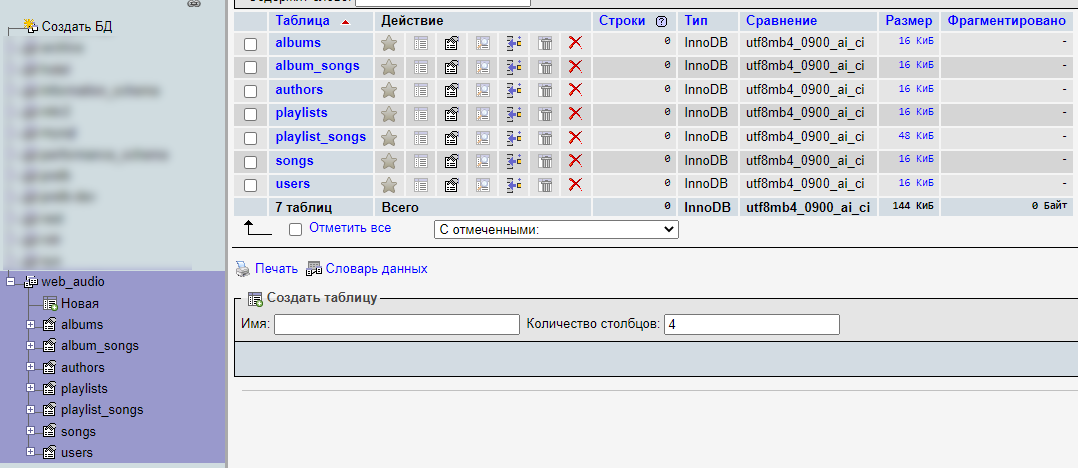 Создать БД
web_audio
Новая
albums
album_songs
authors
playlists
playlist_songs
songs
users
Таблица Действие Строки Тип Сравнение Размер Фрагментировано
albums 0 InnoDB utf8mb4_0900_ai_ci 16 КиБ -
album_songs 0 InnoDB utf8mb4_0900_ai_ci 16 КиБ -
authors 0 InnoDB utf8mb4_0900_ai_ci 16 КиБ -
playlists 0 InnoDB utf8mb4_0900_ai_ci 16 КиБ -
playlist_songs 0 InnoDB utf8mb4_0900_ai_ci 48 КиБ -
songs 0 InnoDB utf8mb4_0900_ai_ci 16 КиБ -
users 0 InnoDB utf8mb4_0900_ai_ci 16 КиБ -
7 таблиц Всего 0 InnoDB utf8mb4_0900_ai_ci 144 КиБ 0 Байт
Отметить все С отмеченными:
Печать Словарь данных
Создать таблицу
Имя: Количество столбцов: 4